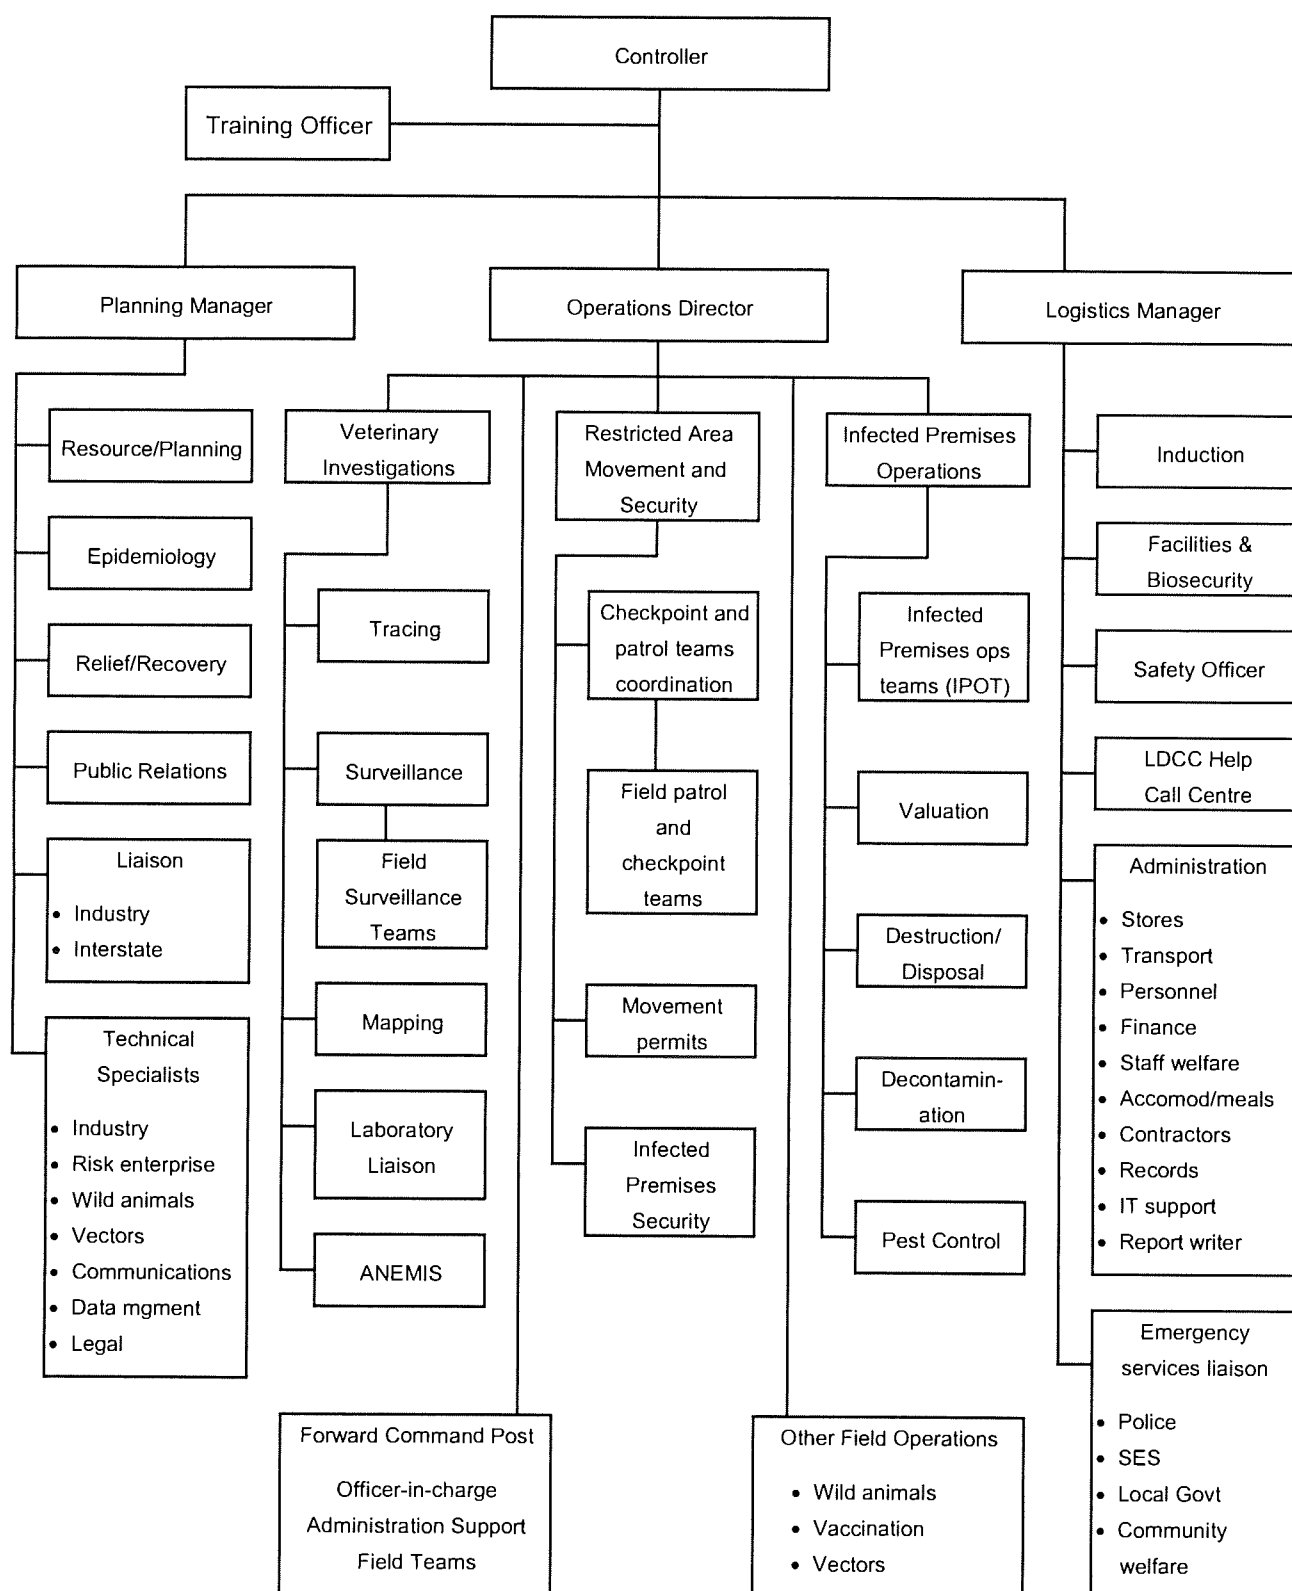 Controller
Training Officer
Planning Manager
Operations Director
Logistics Manager
Resource/Planning
Epidemiology
Relief/Recovery
Public Relations
Liaison
• Industry
• Interstate
Technical
Specialists
• Industry
• Risk enterprise
• Wild animals
• Vectors
• Communications
• Data mgment
• Legal
Veterinary
Investigations
Tracing
Surveillance
Field
Surveillance
Teams
Mapping
Laboratory
Liaison
ANEMIS
Forward Command Post
Officer-in-charge
Administration Support
Field Teams
Restricted Area
Movement and
Security
Checkpoint and
patrol teams
coordination
Field patrol
and
checkpoint
teams
Movement
permits
Infected
Premises
Security
Infected Premises
Operations
Infected
Premises ops
teams (IPOT)
Valuation
Destruction/
Disposal
Decontamin-
ation
Pest Control
Other Field Operations
• Wild animals
• Vaccination
• Vectors
Induction
Facilities &
Biosecurity
Safety Officer
LDCC Help
Call Centre
Administration
• Stores
• Transport
• Personnel
• Finance
• Staff welfare
• Accomod/meals
• Contractors
• Records
• IT support
• Report writer
Emergency
services liaison
• Police
• SES
• Local Govt
• Community
welfare